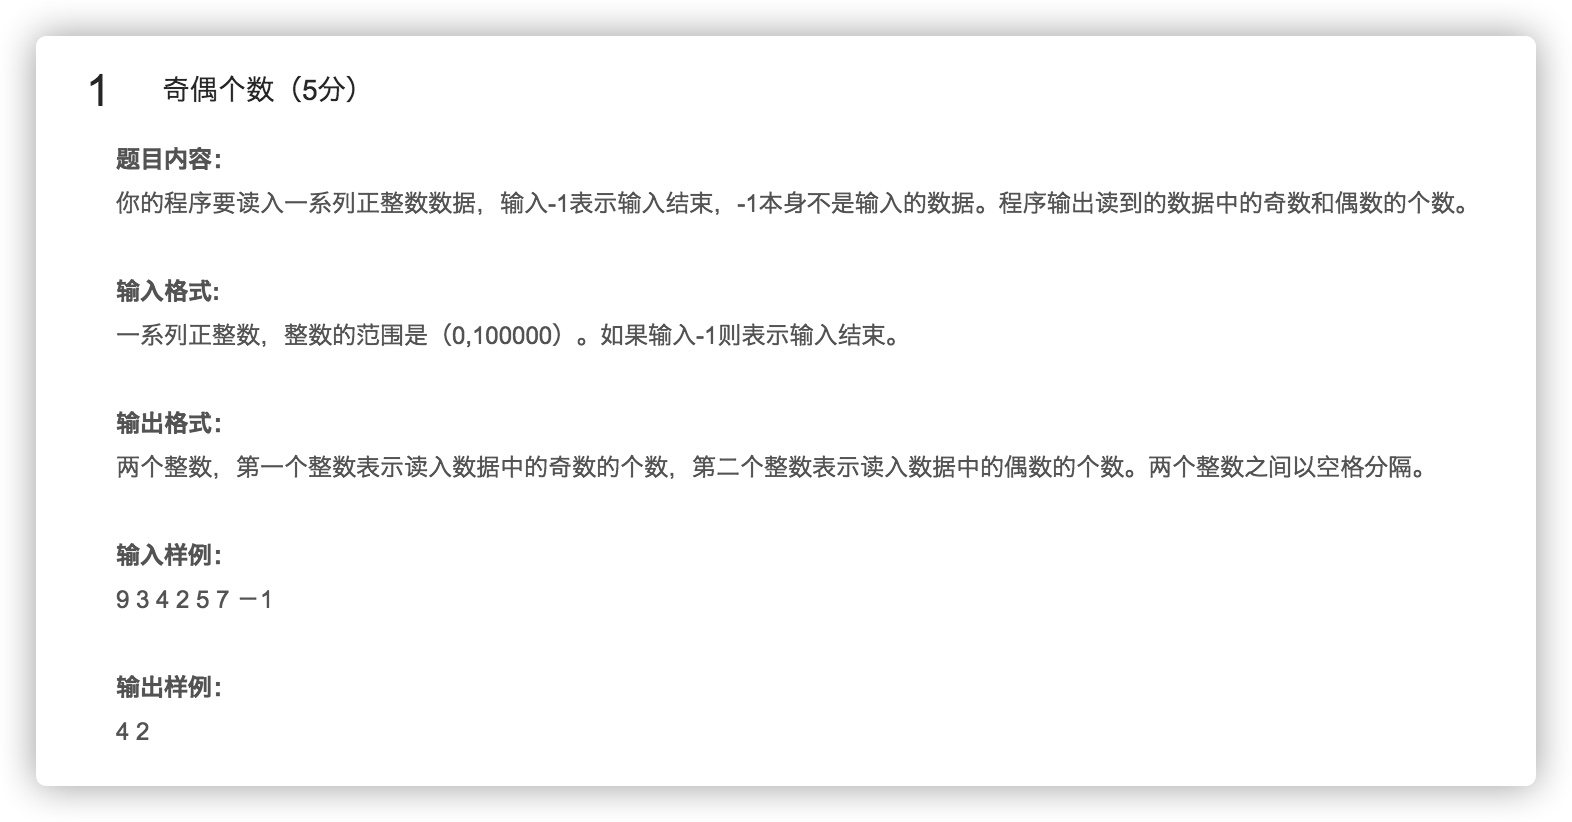 1 奇偶个数（5分）
题目内容：
你的程序要读入一系列正整数数据，输入-1表示输入结束，-1本身不是输入的数据。程序输出读到的数据中的奇数和偶数的个数。
输入格式:
一系列正整数，整数的范围是（0,100000）。如果输入-1则表示输入结束。
输出格式：
两个整数，第一个整数表示读入数据中的奇数的个数，第二个整数表示读入数据中的偶数的个数。两个整数之间以空格分隔。
输入样例：
9 3 4 2 5 7 －1
输出样例：
4 2